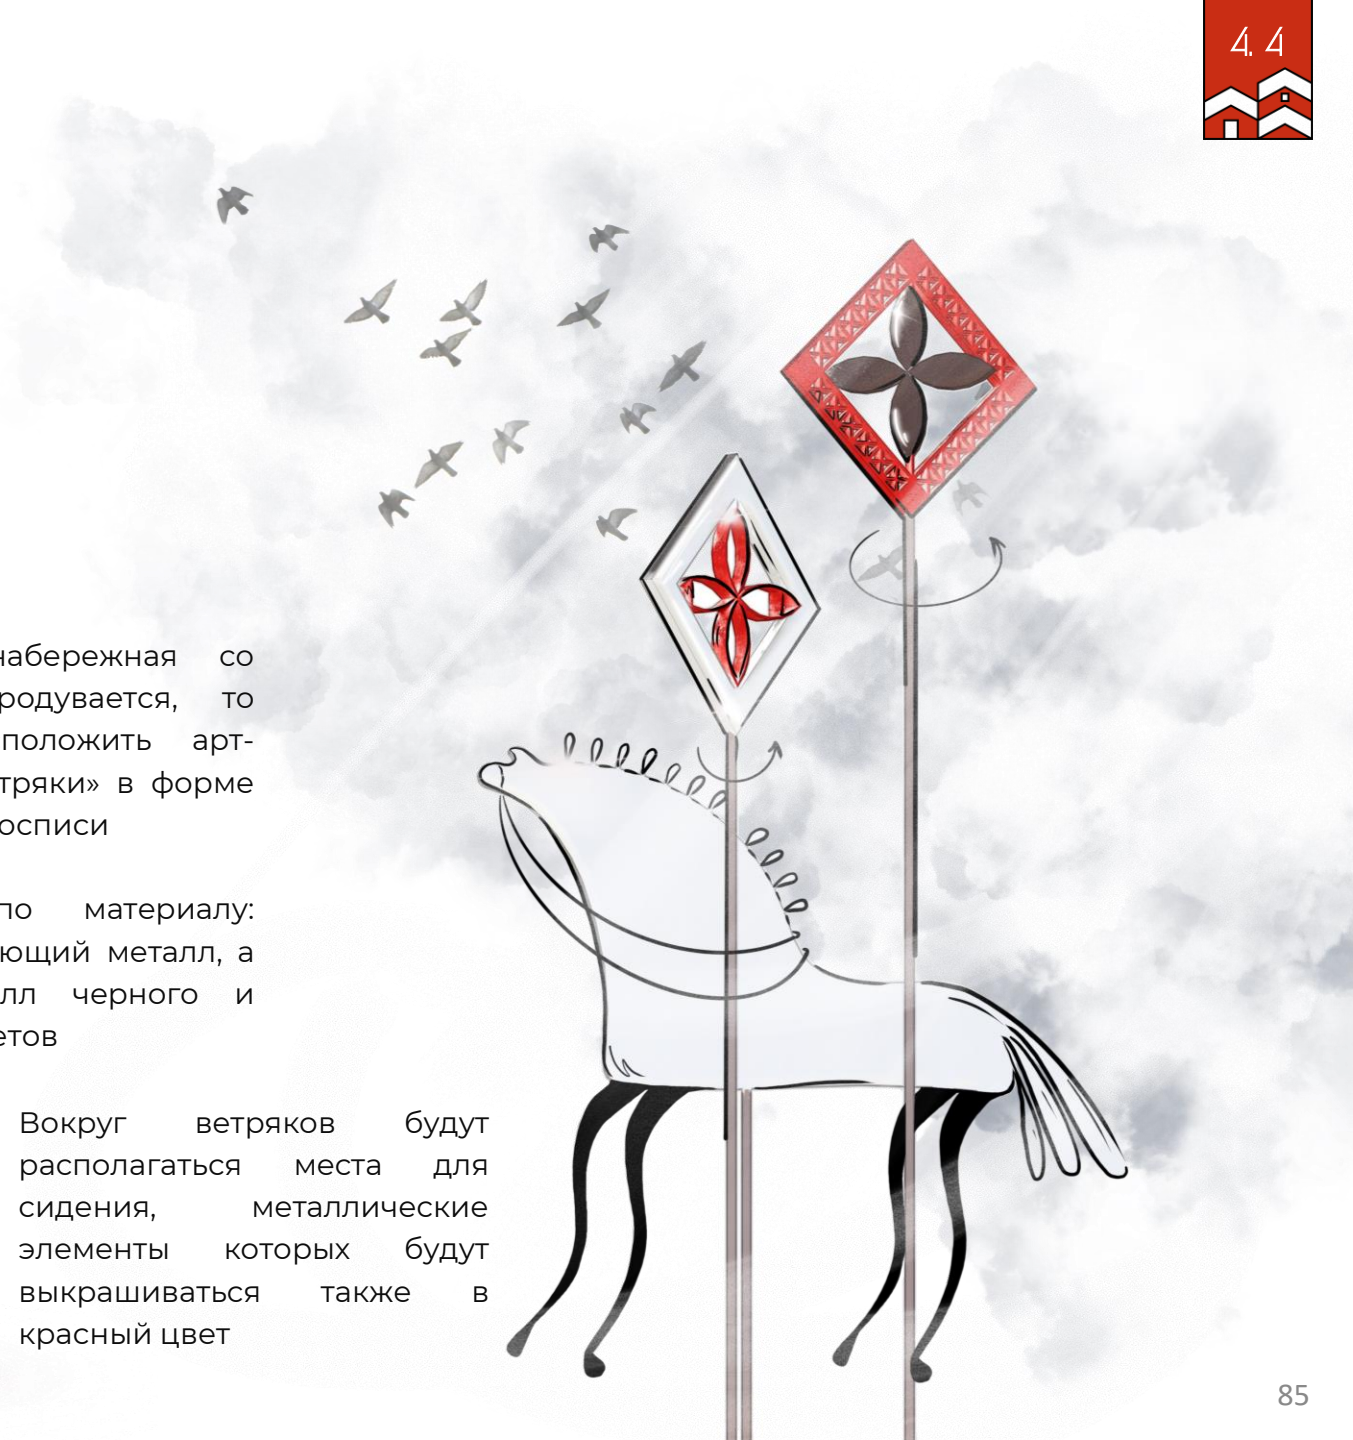 4.4
набережная со
родувается, то
положить арт-
тряки» в форме
осписи
по материалу:
ющий металл, а
лл черного и
етов
Вокруг ветряков будут
располагаться места для
сидения, металлические
элементы которых будут
выкрашиваться также в
красный цвет
85